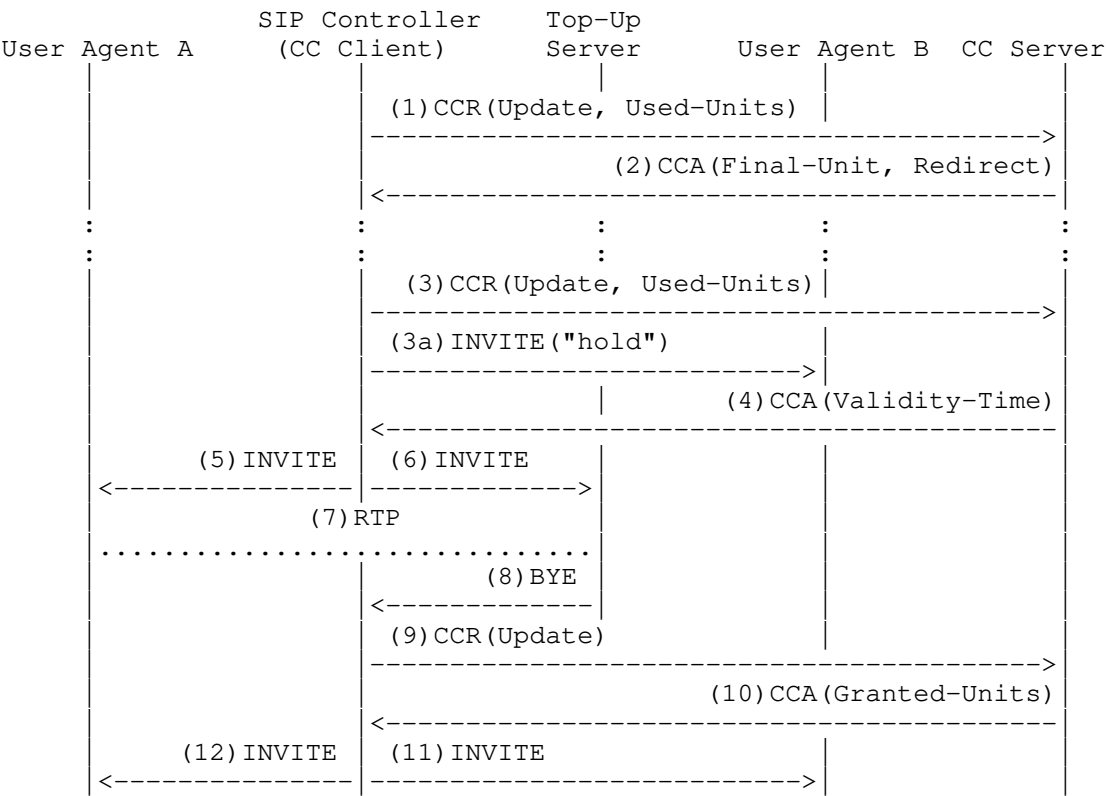 SIP Controller Top-Up
User Agent A (CC Client) Server User Agent B CC Server
(1)CCR(Update, Used-Units)
(2)CCA(Final-Unit, Redirect)
(3)CCR(Update, Used-Units)
(3a)INVITE("hold")
(4)CCA(Validity-Time)
(5)INVITE (6)INVITE
(7)RTP
(8)BYE
(9)CCR(Update)
(10)CCA(Granted-Units)
(12)INVITE (11)INVITE